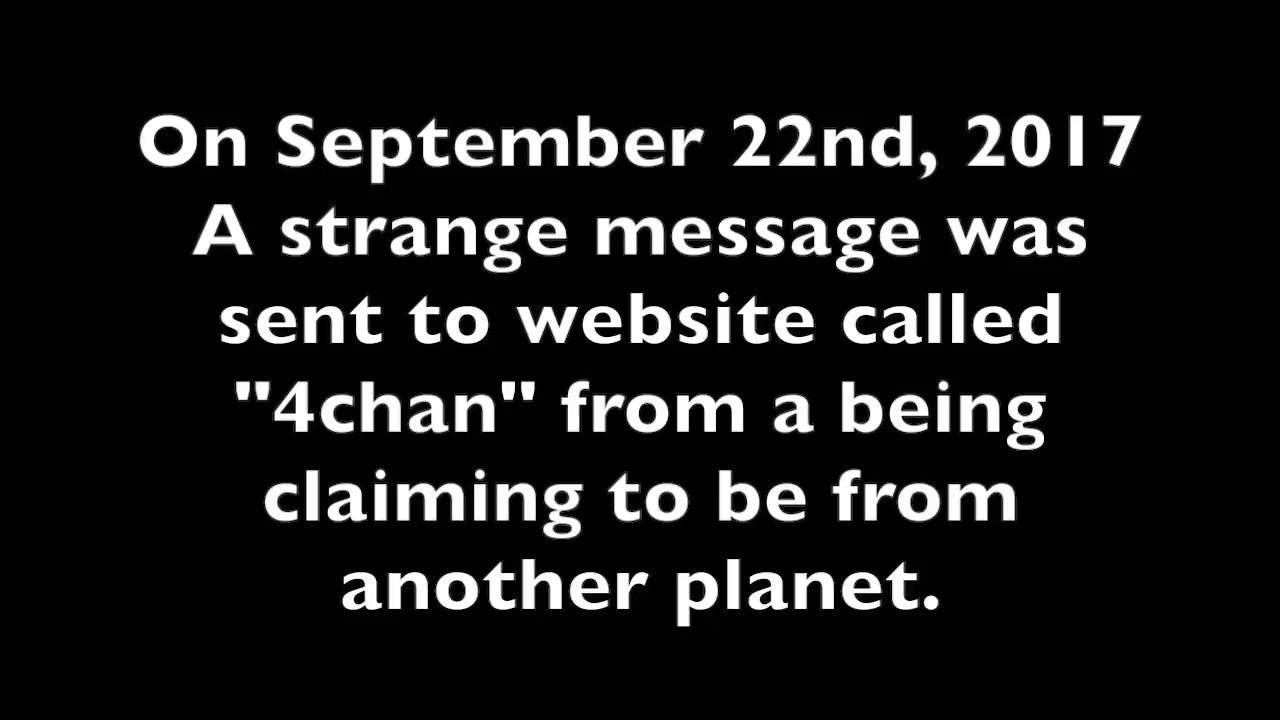 On September 22nd, 2017
A strange message was
sent to website called
"4chan" from a being
claiming to be from
another planet.